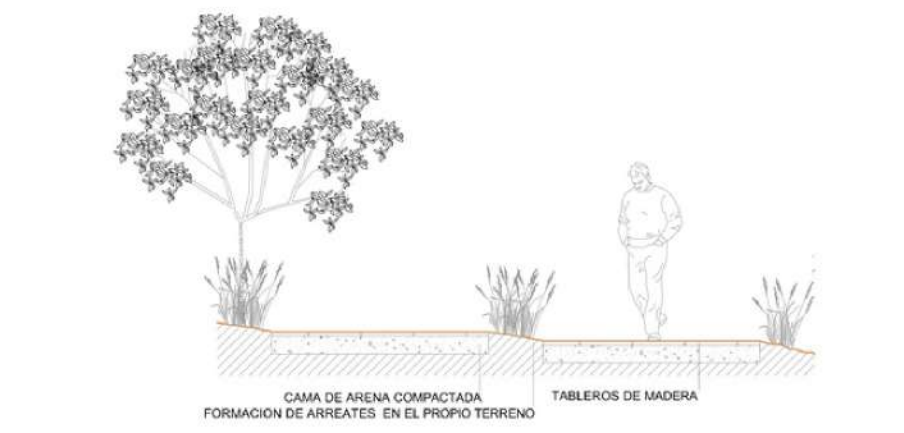 CAMA DE ARENA COMPACTADA
FORMACION DE ARREATES EN EL PROPIO TERRENO
TABLEROS DE MADERA